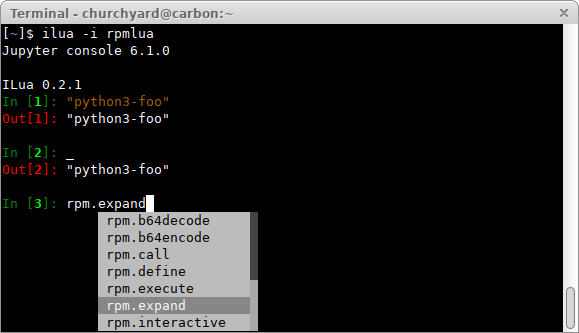 Terminal - churchyard@carbon:~
[~]$ ilua -i rpmlua
Jupyter console 6.1.0
ILua 0.2.1
In [1]: "python3-foo"
Out[1]: "python3-foo"
In [2]: _
Out[2]: "python3-foo"
In [3]: rpm.expand
rpm.b64decode
rpm.b64encode
rpm.call
rpm.define
rpm.execute
rpm.expand
rpm.interactive